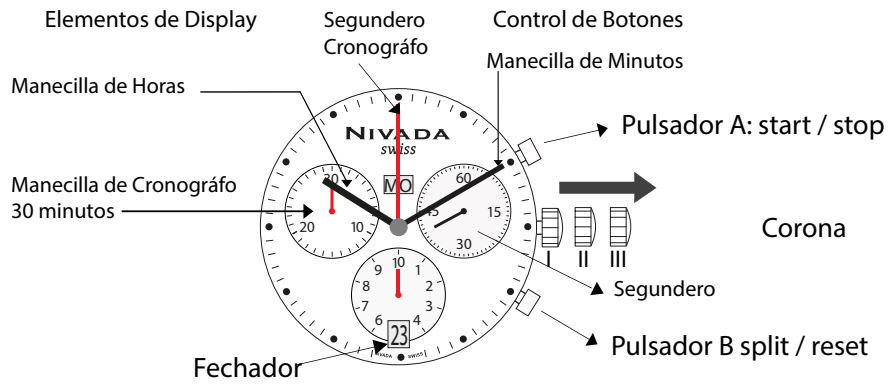 Elementos de Display
Segundero
Cronográfo
Control de Botones
Manecilla de Minutos
Manecilla de Horas
Pulsador A: start / stop
NIVADA
swiss
MO
Manecilla de Cronográfo
30 minutos
30
20
10
60
45
15
30
Corona
I
II
III
Segundero
10
9
1
8
2
7
3
6
4
23
NIVADA
SWISS
Pulsador B split / reset
Fechador